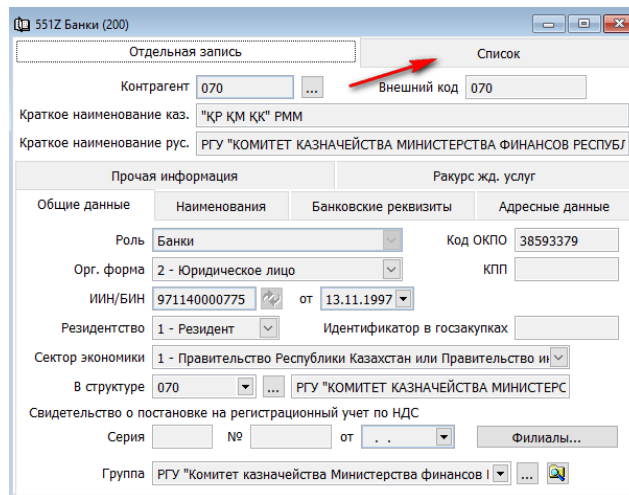 551Z Банки (200)
Отдельная запись Список
Контрагент 070 ... Внешний код 070
Краткое наименование каз. "ҚР ҚМ ҚК" РММ
Краткое наименование рус. РГУ "КОМИТЕТ КАЗНАЧЕЙСТВА МИНИСТЕРСТВА ФИНАНСОВ РЕСПУБЛ
Прочая информация Ракурс жд. услуг
Общие данные Наименования Банковские реквизиты Адресные данные
Роль Банки Код ОКПО 38593379
Орг. форма 2 - Юридическое лицо КПП
ИИН/БИН 971140000775 от 13.11.1997
Резидентство 1 - Резидент Идентификатор в госзакупках
Сектор экономики 1 - Правительство Республики Казахстан или Правительство ин
В структуре 070 ... РГУ "КОМИТЕТ КАЗНАЧЕЙСТВА МИНИСТЕРС
Свидетельство о постановке на регистрационный учет по НДС
Серия № от . . Филиалы...
Группа РГУ "Комитет казначейства Министерства финансов ...